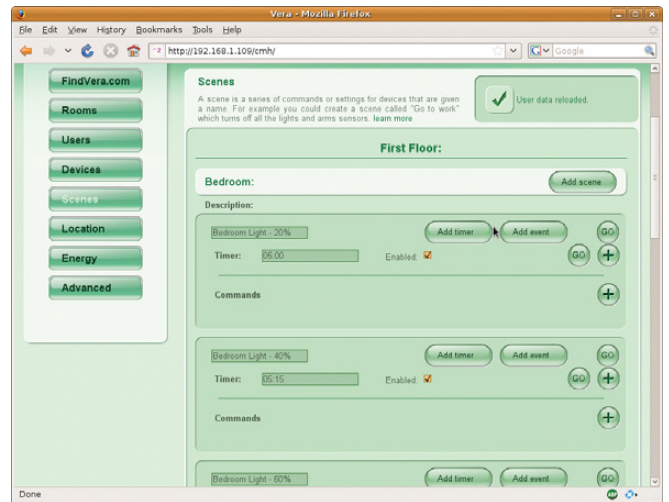 Vera - Mozilla Firefox
File Edit View History Bookmarks Tools Help
http://192.168.1.109/cmh/
Google
FindVera.com
Rooms
Users
Devices
Scenes
Location
Energy
Advanced
Scenes
A scene is a series of commands or settings for devices that are given
a name. For example you could create a scene called "Go to work"
which turns off all the lights and arms sensors. learn more
User data reloaded.
First Floor:
Bedroom:
Add scene
Description:
Bedroom Light - 20%
Add timer
Add event
GO
Timer: 05:00
Enabled:
GO
Commands
Bedroom Light - 40%
Add timer
Add event
GO
Timer: 05:15
Enabled:
GO
Commands
Bedroom Light - 60%
Add timer
Add event
GO
Done
ABP